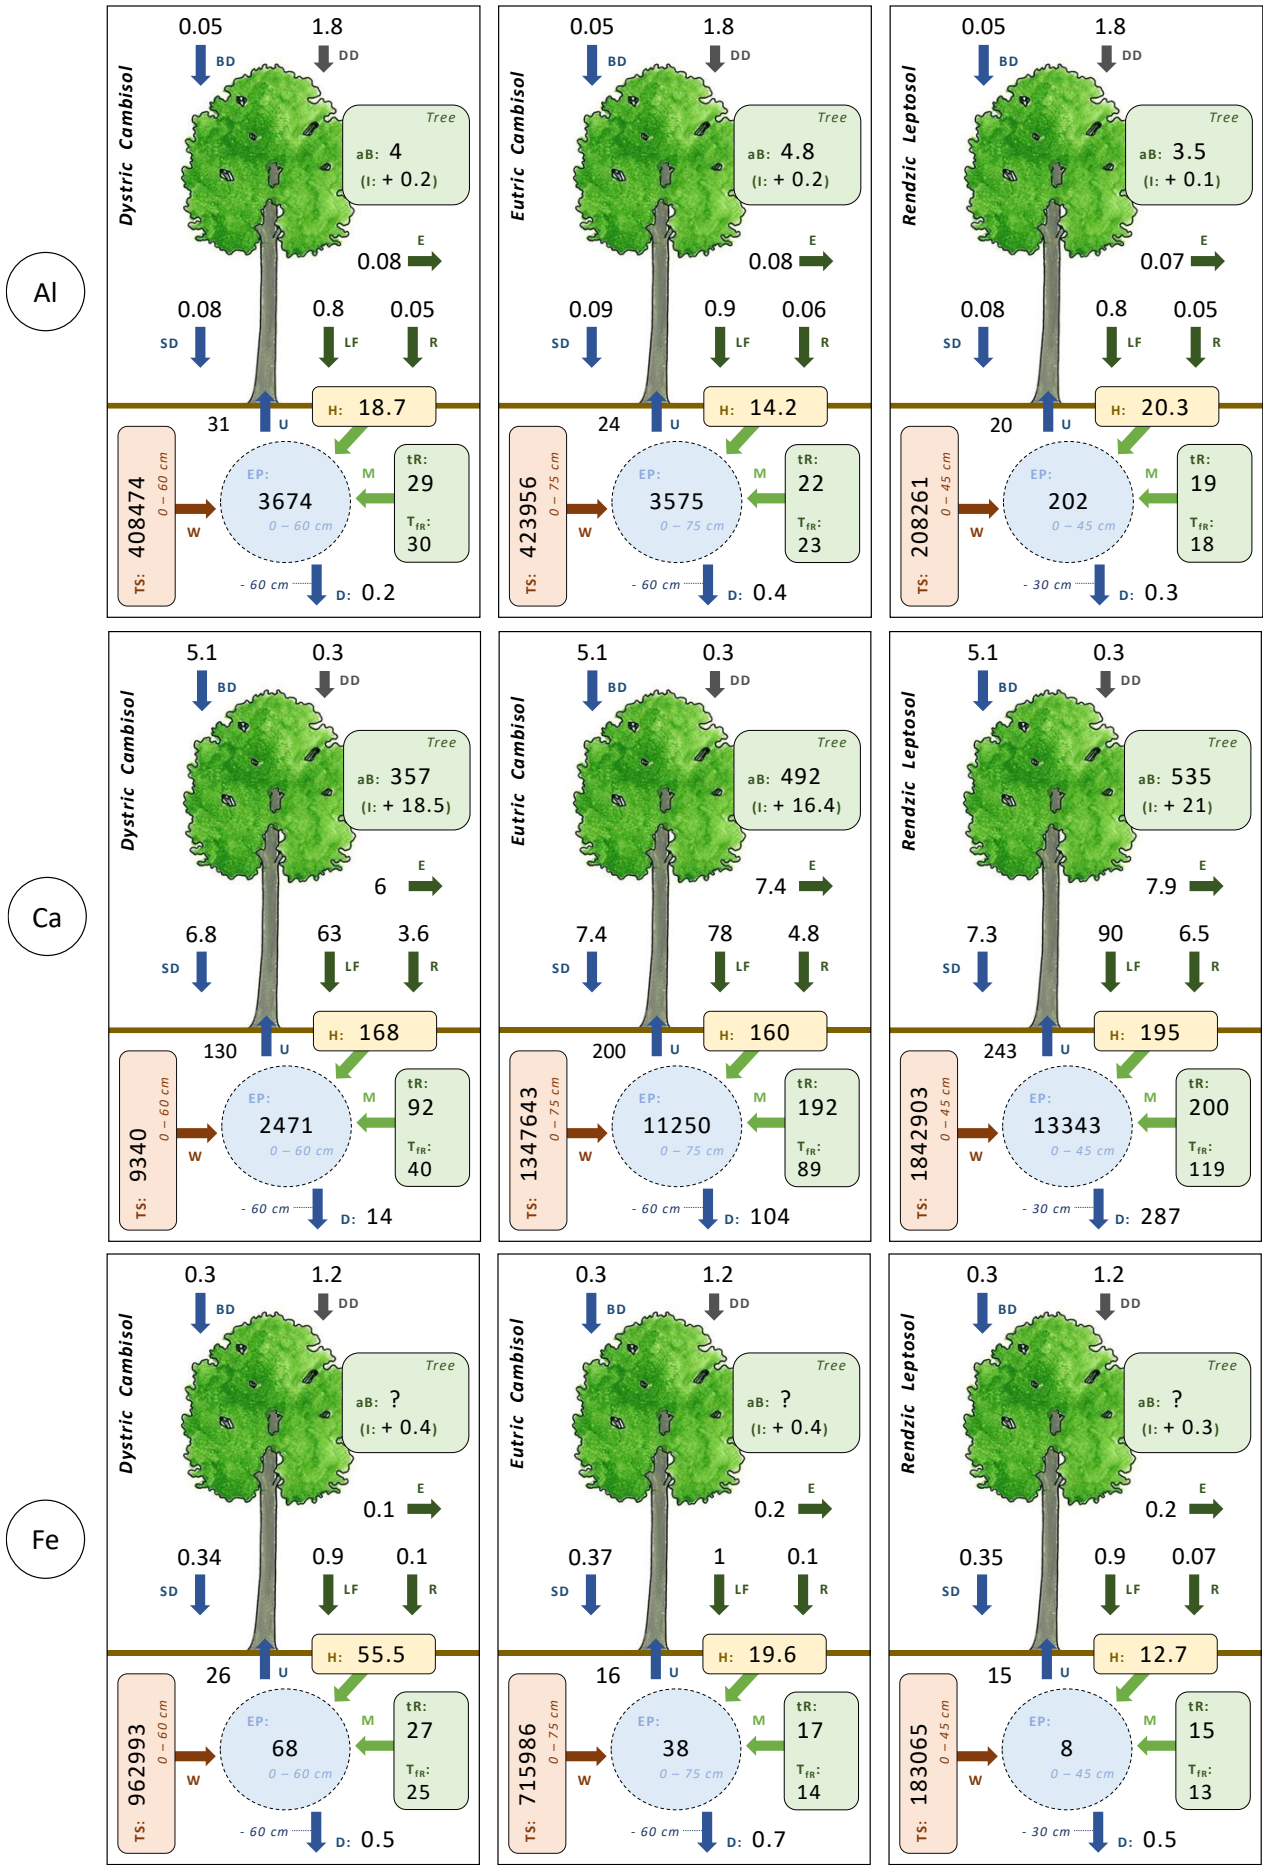 Al
Dystric Cambisol
0.05
BD
1.8
DD
Tree
aB: 4
(I: + 0.2)
E
0.08
0.08
SD
0.8
LF
0.05
R
H: 18.7
31
U
TS: 408474
0 – 60 cm
W
EP:
3674
0 – 60 cm
M
tR:
29
TfR:
30
- 60 cm
D: 0.2
Eutric Cambisol
0.05
BD
1.8
DD
Tree
aB: 4.8
(I: + 0.2)
E
0.08
0.09
SD
0.9
LF
0.06
R
H: 14.2
24
U
TS: 423956
0 – 75 cm
W
EP:
3575
0 – 75 cm
M
tR:
22
TfR:
23
- 60 cm
D: 0.4
Rendzic Leptosol
0.05
BD
1.8
DD
Tree
aB: 3.5
(I: + 0.1)
E
0.07
0.08
SD
0.8
LF
0.05
R
H: 20.3
20
U
TS: 208261
0 – 45 cm
W
EP:
202
0 – 45 cm
M
tR:
19
TfR:
18
- 30 cm
D: 0.3
Ca
Dystric Cambisol
5.1
BD
0.3
DD
Tree
aB: 357
(I: + 18.5)
E
6
6.8
SD
63
LF
3.6
R
H: 168
130
U
TS: 9340
0 – 60 cm
W
EP:
2471
0 – 60 cm
M
tR:
92
TfR:
40
- 60 cm
D: 14
Eutric Cambisol
5.1
BD
0.3
DD
Tree
aB: 492
(I: + 16.4)
E
7.4
7.4
SD
78
LF
4.8
R
H: 160
200
U
TS: 1347643
0 – 75 cm
W
EP:
11250
0 – 75 cm
M
tR:
192
TfR:
89
- 60 cm
D: 104
Rendzic Leptosol
5.1
BD
0.3
DD
Tree
aB: 535
(I: + 21)
E
7.9
7.3
SD
90
LF
6.5
R
H: 195
243
U
TS: 1842903
0 – 45 cm
W
EP:
13343
0 – 45 cm
M
tR:
200
TfR:
119
- 30 cm
D: 287
Fe
Dystric Cambisol
0.3
BD
1.2
DD
Tree
aB: ?
(I: + 0.4)
E
0.1
0.34
SD
0.9
LF
0.1
R
H: 55.5
26
U
TS: 962993
0 – 60 cm
W
EP:
68
0 – 60 cm
M
tR:
27
TfR:
25
- 60 cm
D: 0.5
Eutric Cambisol
0.3
BD
1.2
DD
Tree
aB: ?
(I: + 0.4)
E
0.2
0.37
SD
1
LF
0.1
R
H: 19.6
16
U
TS: 715986
0 – 75 cm
W
EP:
38
0 – 75 cm
M
tR:
17
TfR:
14
- 60 cm
D: 0.7
Rendzic Leptosol
0.3
BD
1.2
DD
Tree
aB: ?
(I: + 0.3)
E
0.2
0.35
SD
0.9
LF
0.07
R
H: 12.7
15
U
TS: 183065
0 – 45 cm
W
EP:
8
0 – 45 cm
M
tR:
15
TfR:
13
- 30 cm
D: 0.5